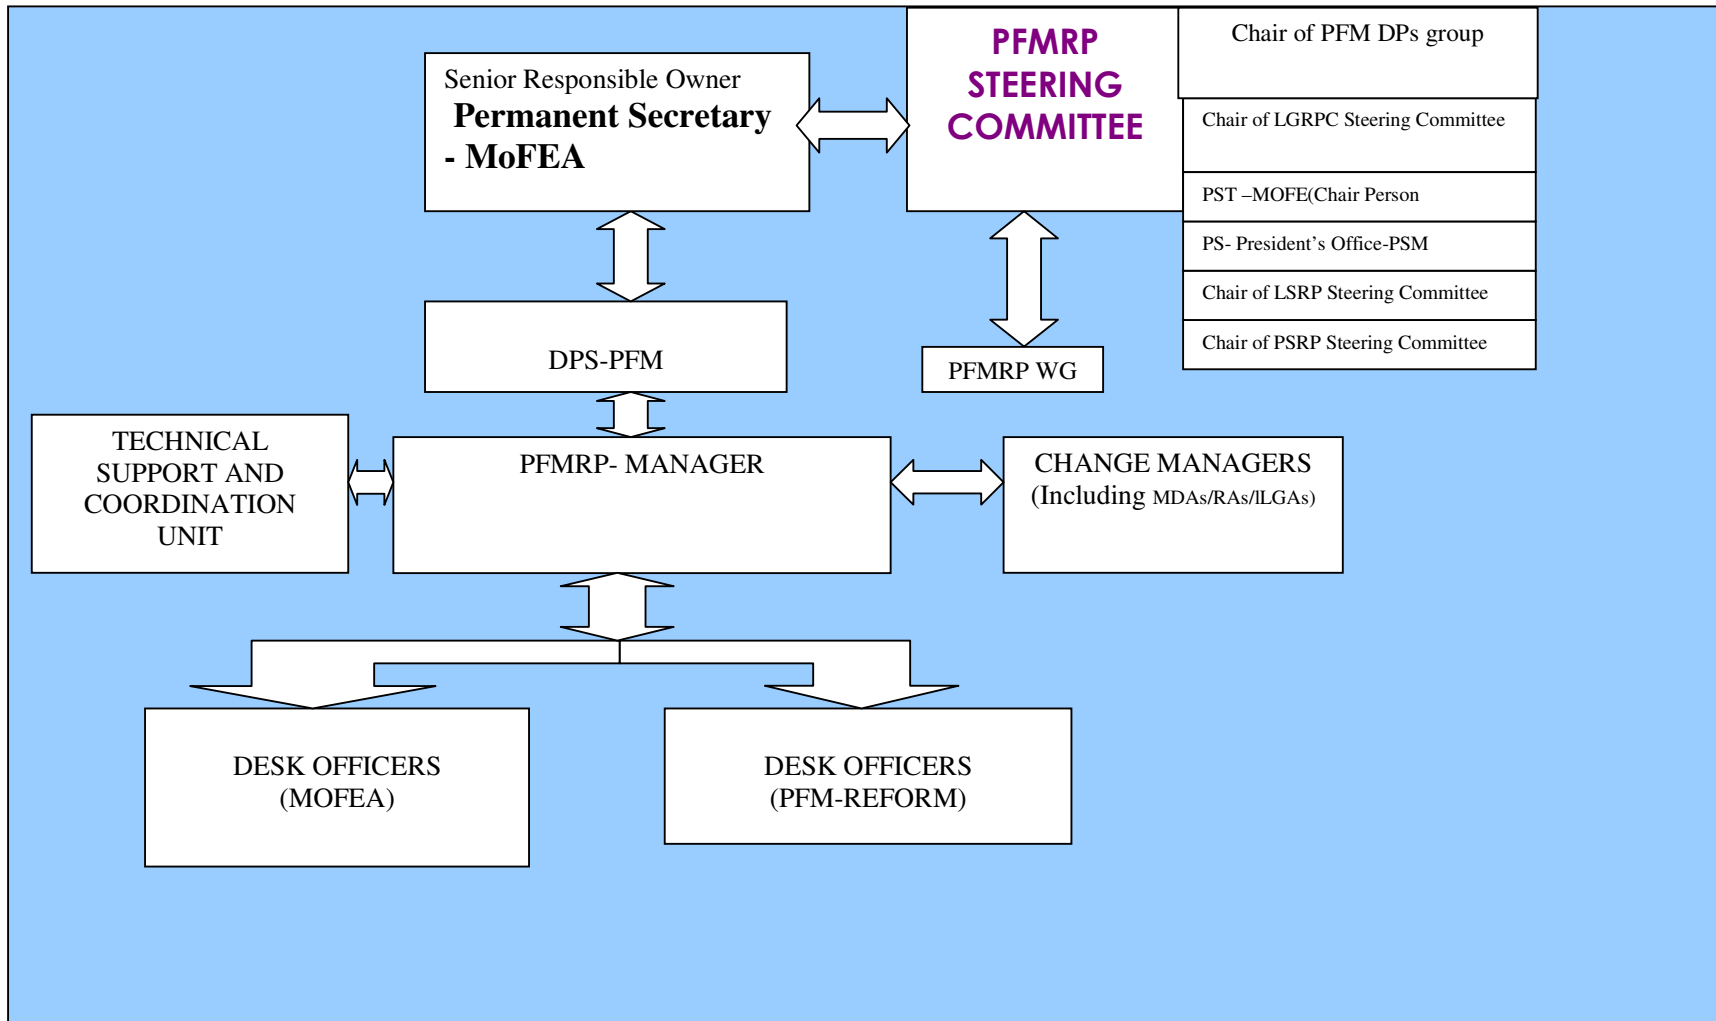 Senior Responsible Owner
Permanent Secretary
- MoFEA
PFMRP
STEERING
COMMITTEE
Chair of PFM DPs group
Chair of LGRPC Steering Committee
PST –MOFE(Chair Person
PS- President’s Office-PSM
Chair of LSRP Steering Committee
Chair of PSRP Steering Committee
DPS-PFM
PFMRP WG
TECHNICAL
SUPPORT AND
COORDINATION
UNIT
PFMRP- MANAGER
CHANGE MANAGERS
(Including MDAs/RAs/lLGAs)
DESK OFFICERS
(MOFEA)
DESK OFFICERS
(PFM-REFORM)